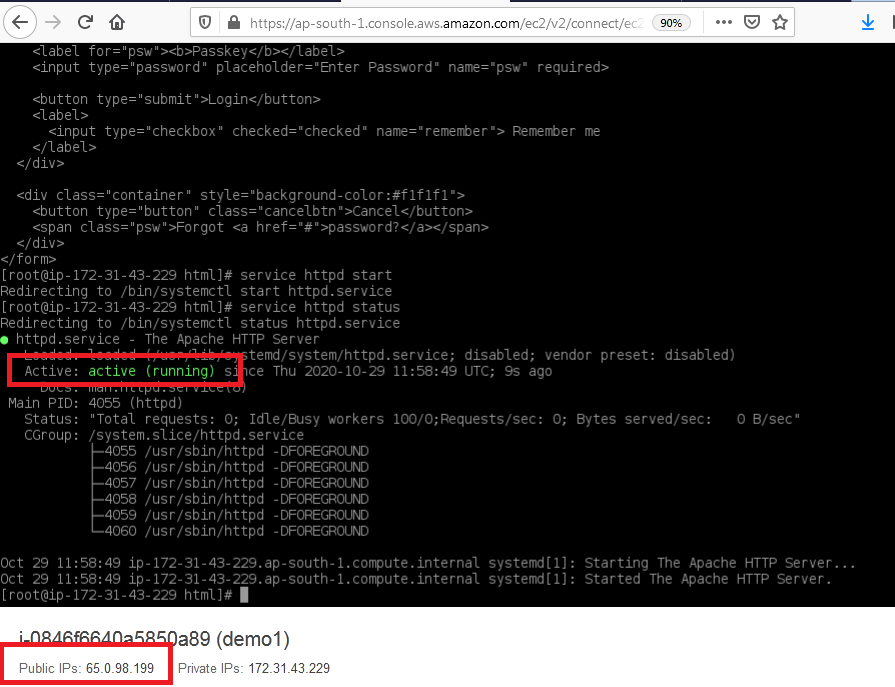 https://ap-south-1.console.aws.amazon.com/ec2/v2/connect/ec2
90%
<label for="psw"><b>Passkey</b></label>
<input type="password" placeholder="Enter Password" name="psw" required>
<button type="submit">Login</button>
<label>
<input type="checkbox" checked="checked" name="remember"> Remember me
</label>
</div>
<div class="container" style="background-color:#f1f1f1">
<button type="button" class="cancelbtn">Cancel</button>
<span class="psw">Forgot <a href="#">password?</a></span>
</div>
</form>
[root@ip-172-31-43-229 html]# service httpd start
Redirecting to /bin/systemctl start httpd.service
[root@ip-172-31-43-229 html]# service httpd status
Redirecting to /bin/systemctl status httpd.service
● httpd.service - The Apache HTTP Server
Loaded: loaded (/usr/lib/systemd/system/httpd.service; disabled; vendor preset: disabled)
Active: active (running) since Thu 2020-10-29 11:58:49 UTC; 9s ago
Docs: man:httpd.service(8)
Main PID: 4055 (httpd)
Status: "Total requests: 0; Idle/Busy workers 100/0;Requests/sec: 0; Bytes served/sec:   0 B/sec"
CGroup: /system.slice/httpd.service
├─4055 /usr/sbin/httpd -DFOREGROUND
├─4056 /usr/sbin/httpd -DFOREGROUND
├─4057 /usr/sbin/httpd -DFOREGROUND
├─4058 /usr/sbin/httpd -DFOREGROUND
├─4059 /usr/sbin/httpd -DFOREGROUND
└─4060 /usr/sbin/httpd -DFOREGROUND
Oct 29 11:58:49 ip-172-31-43-229.ap-south-1.compute.internal systemd[1]: Starting The Apache HTTP Server...
Oct 29 11:58:49 ip-172-31-43-229.ap-south-1.compute.internal systemd[1]: Started The Apache HTTP Server.
[root@ip-172-31-43-229 html]#
i-0846f6640a5850a89 (demo1)
Public IPs: 65.0.98.199 Private IPs: 172.31.43.229